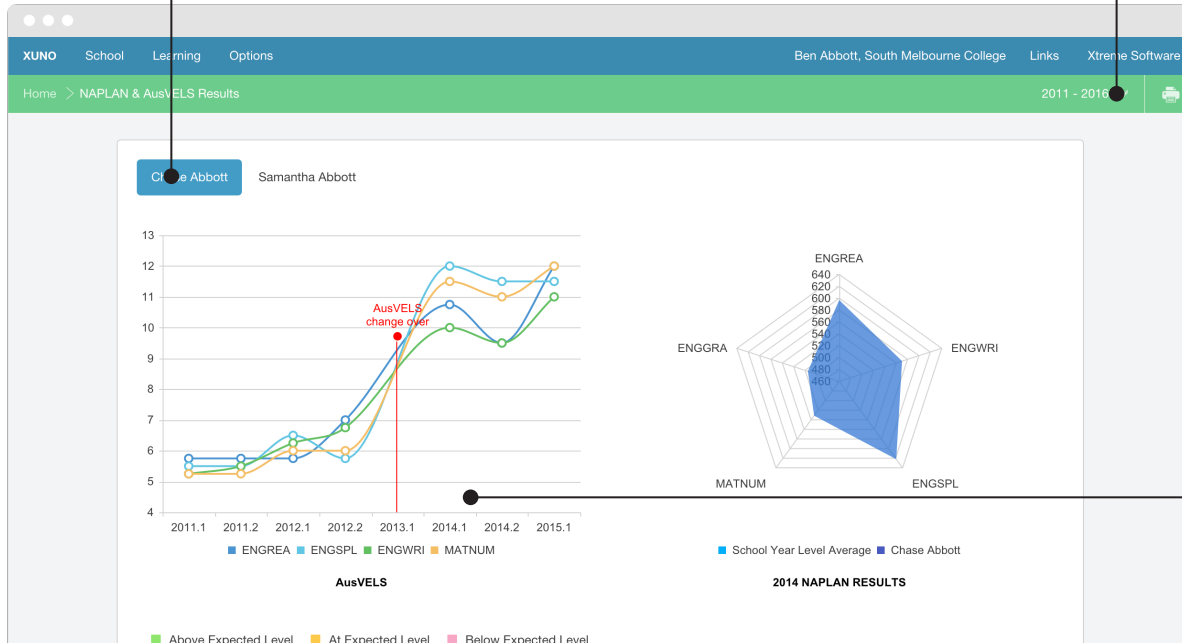 XUNO School Learning Options Ben Abbott, South Melbourne College Links Xtreme Software
Home > NAPLAN & AusVELS Results 2011 - 2016
Chase Abbott Samantha Abbott
13
12
11
10
9
8
7
6
5
4
AusVELS
change over
2011.1 2011.2 2012.1 2012.2 2013.1 2014.1 2014.2 2015.1
ENGREA ENGSPL ENGWRI MATNUM
AusVELS
ENGREA
640
620
600
580
560
540
520
500
480
460
ENGGRA ENGWRI
MATNUM ENGSPL
School Year Level Average Chase Abbott
2014 NAPLAN RESULTS
Above Expected Level At Expected Level Below Expected Level